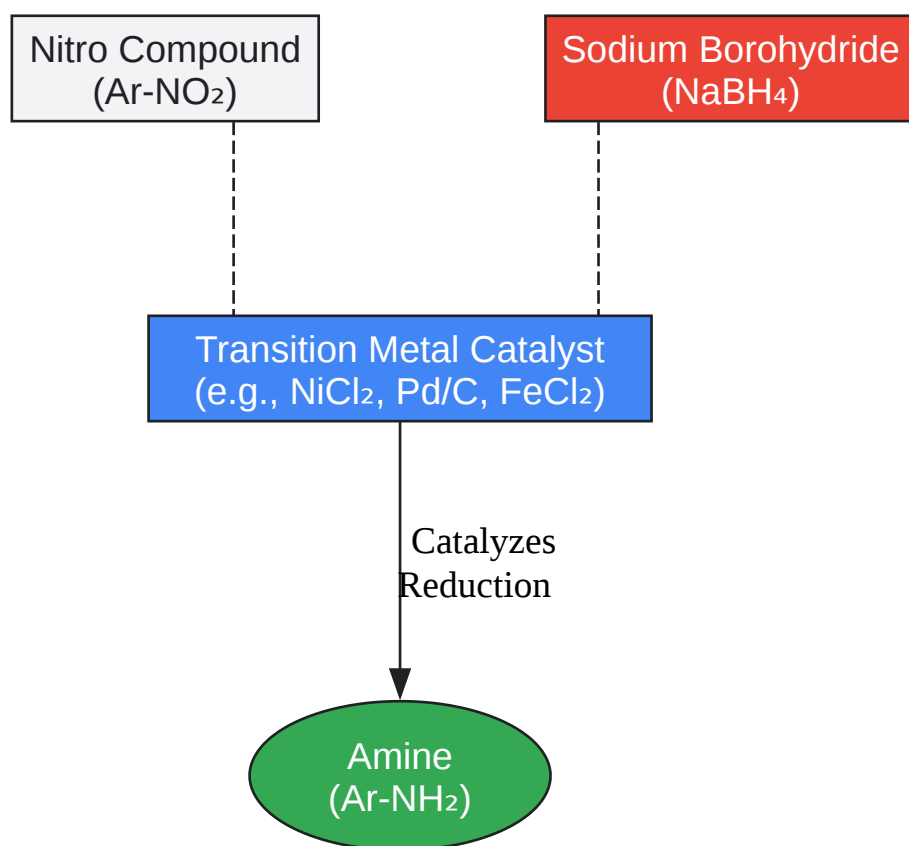 Nitro Compound
(Ar-NO₂)
Sodium Borohydride
(NaBH₄)
Transition Metal Catalyst
(e.g., NiCl₂, Pd/C, FeCl₂)
Catalyzes
Reduction
Amine
(Ar-NH₂)